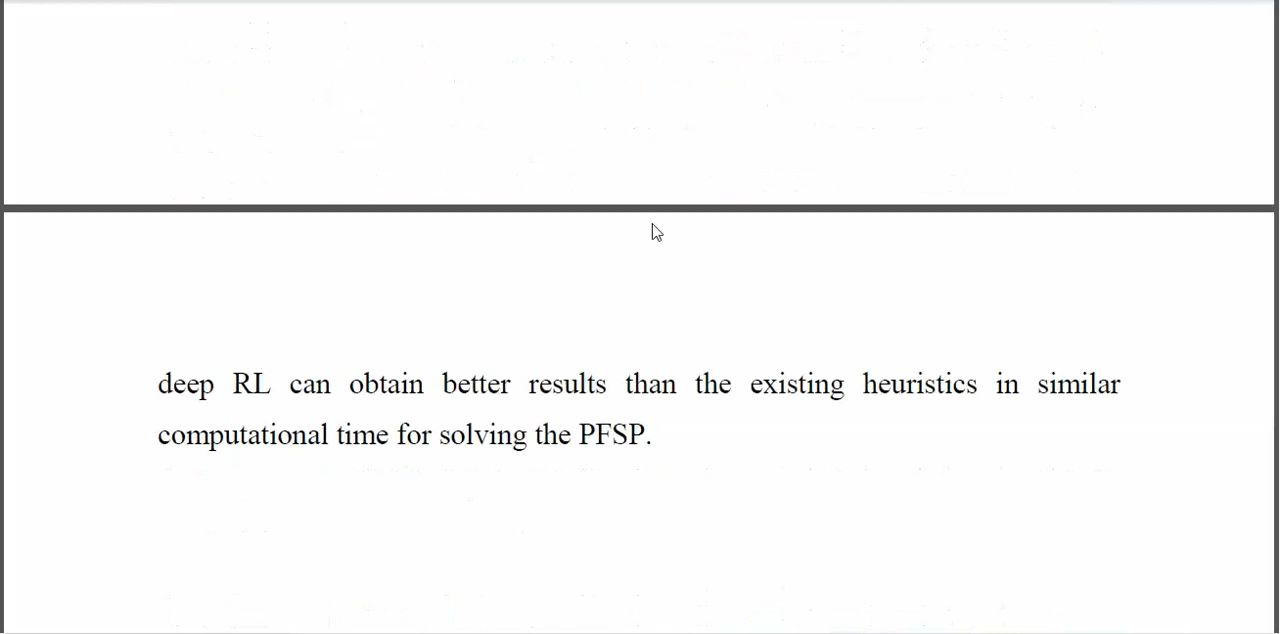 deep RL can obtain better results than the existing heuristics in similar
computational time for solving the PFSP.